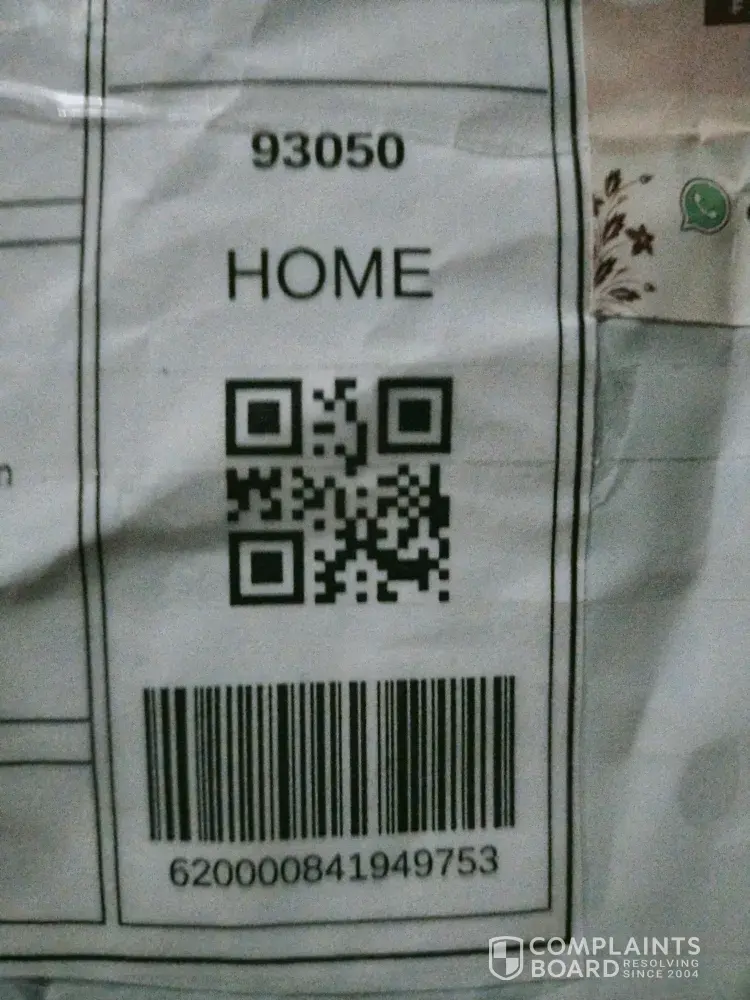 93050
HOME
620000841949753
COMPLAINTS
BOARD RESOLVING
SINCE 2004